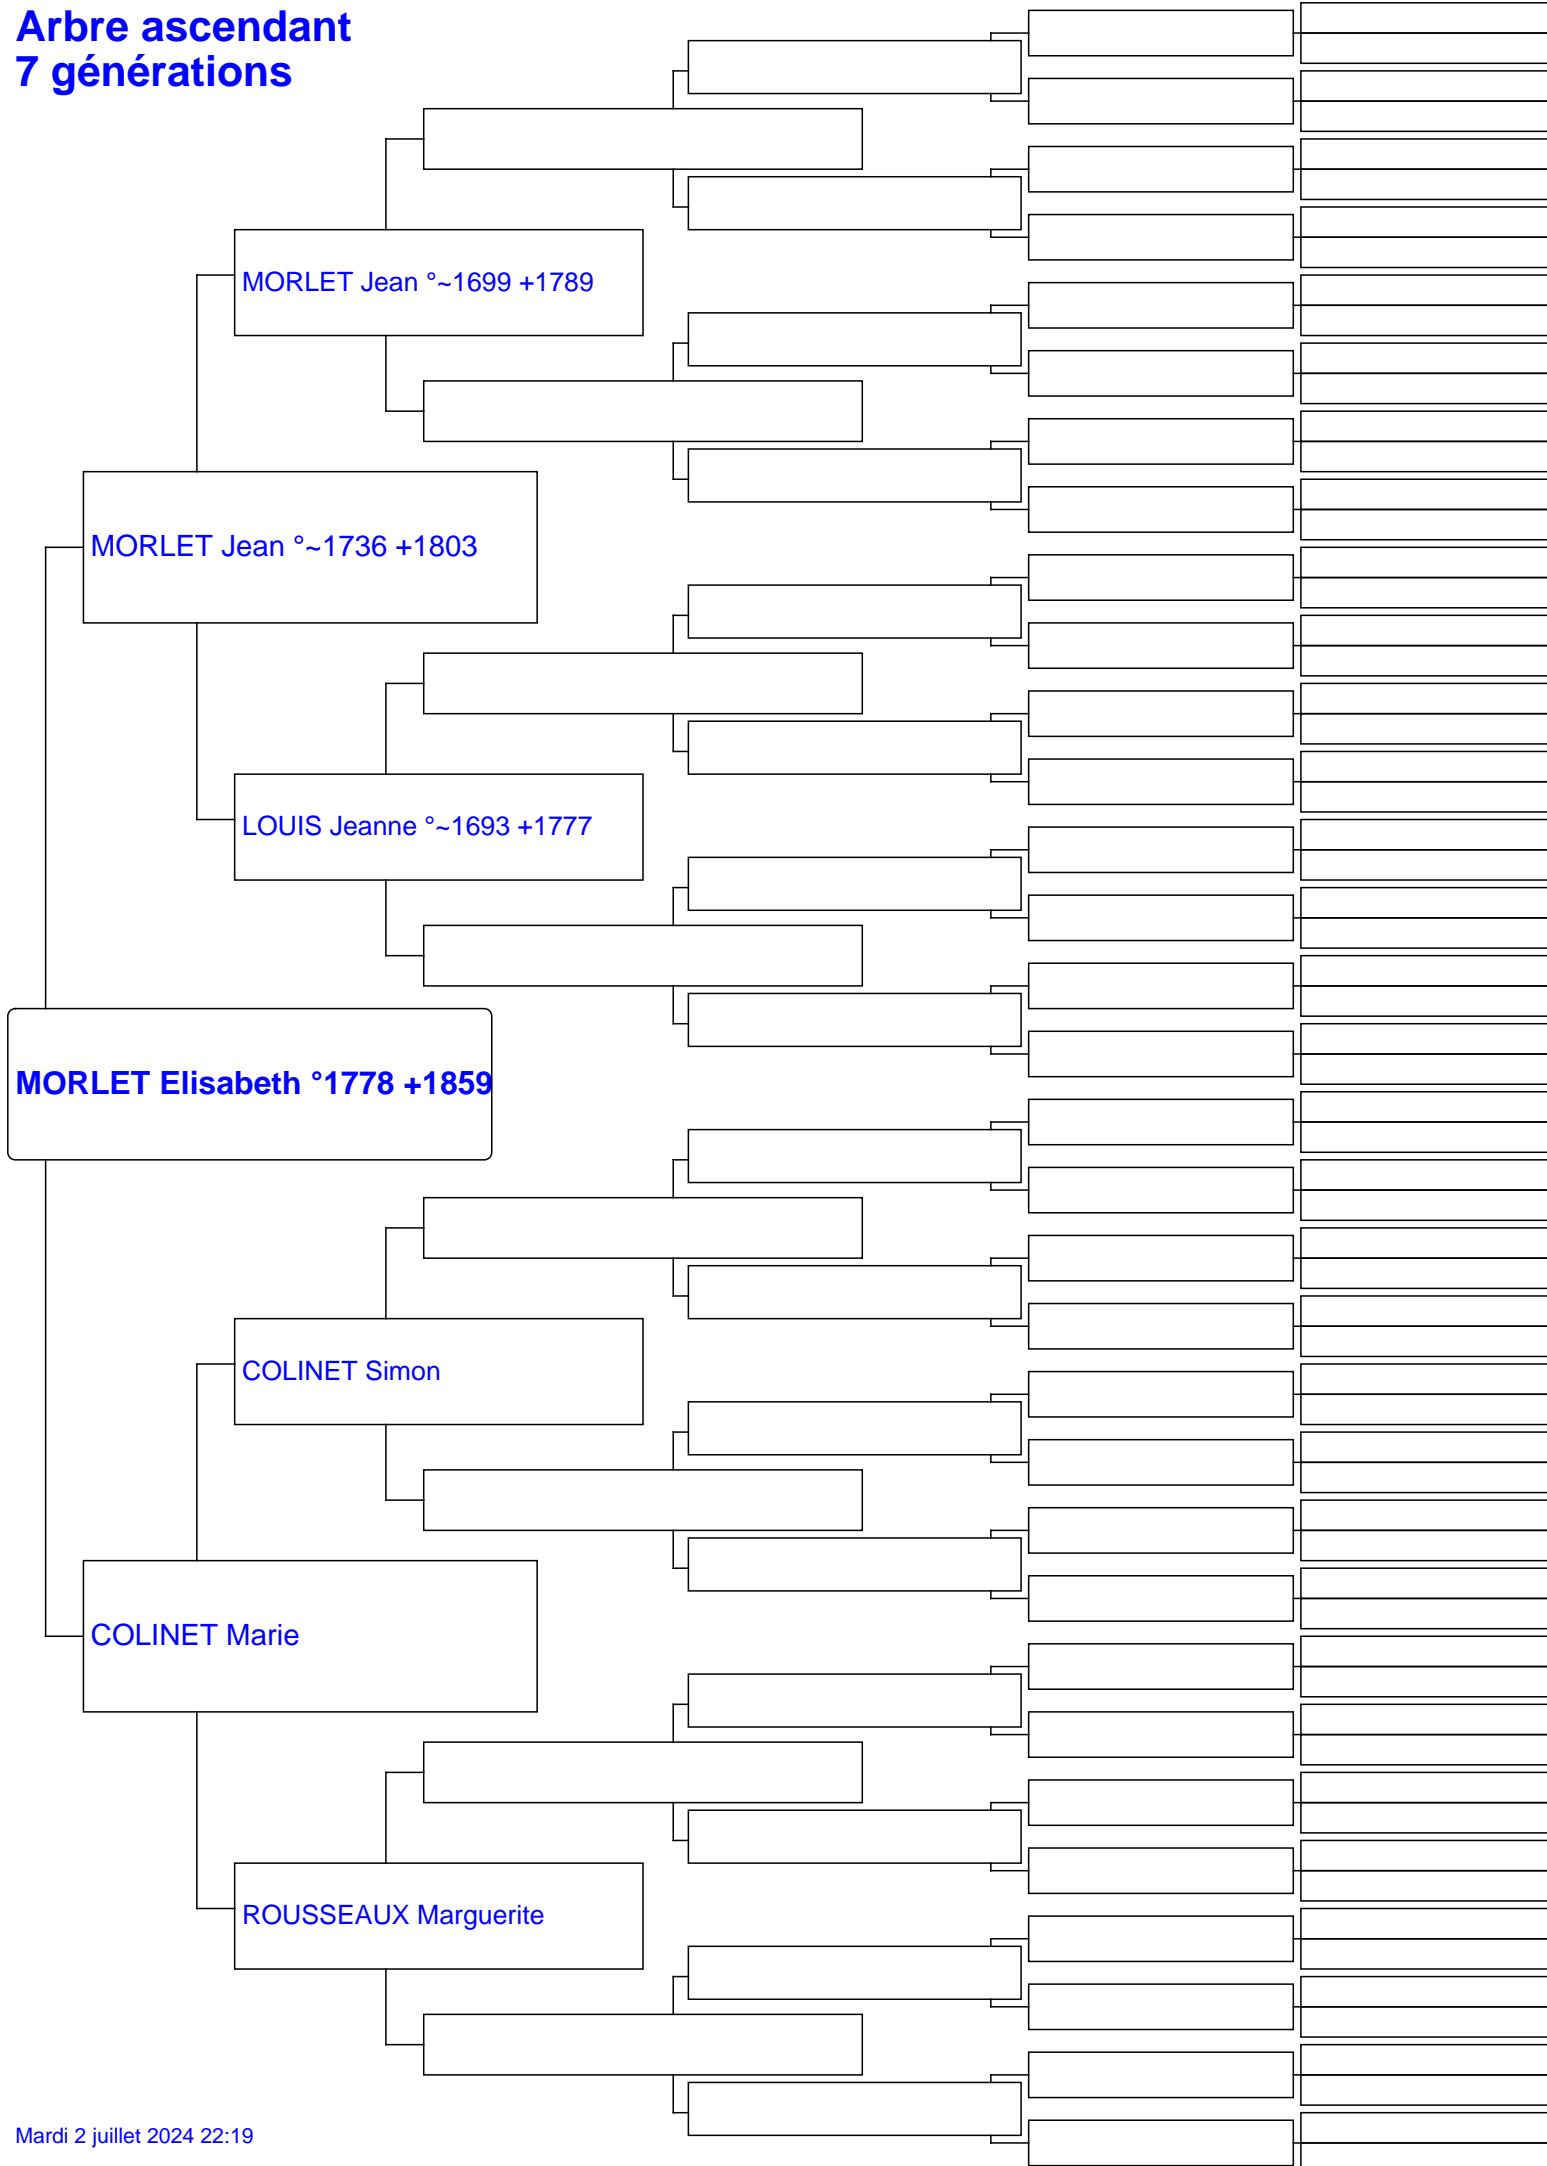 Arbre ascendant
7 générations
MORLET Jean °~1699 +1789
MORLET Jean °~1736 +1803
LOUIS Jeanne °~1693 +1777
MORLET Elisabeth °1778 +1859
COLINET Simon
COLINET Marie
ROUSSEAUX Marguerite
Mardi 2 juillet 2024 22:19